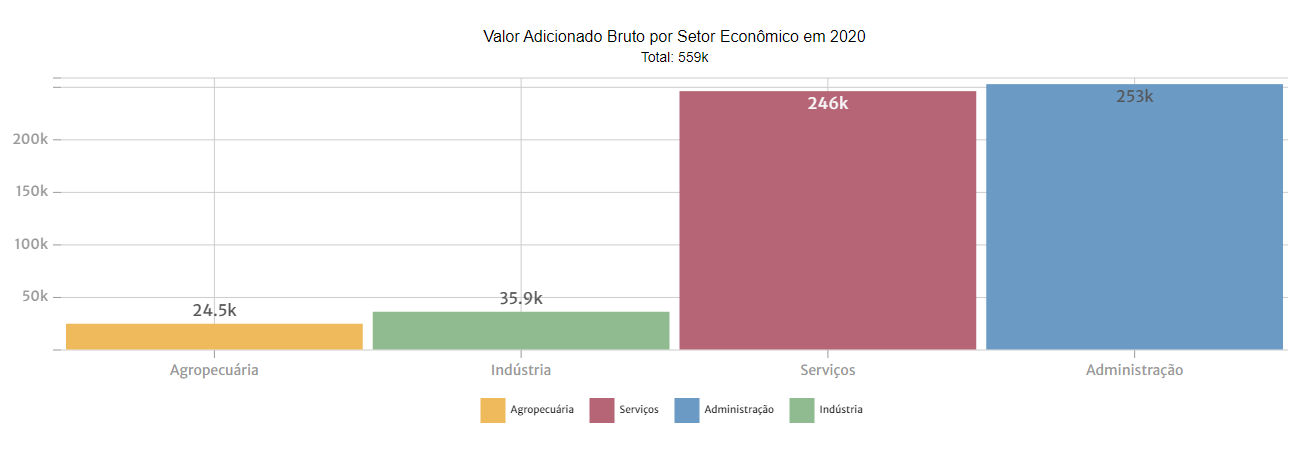 Valor Adicionado Bruto por Setor Econômico em 2020
Total: 559k
200k
150k
100k
50k
24.5k
35.9k
246k
253k
Agropecuária Indústria Serviços Administração
Agropecuária Serviços Administração Indústria